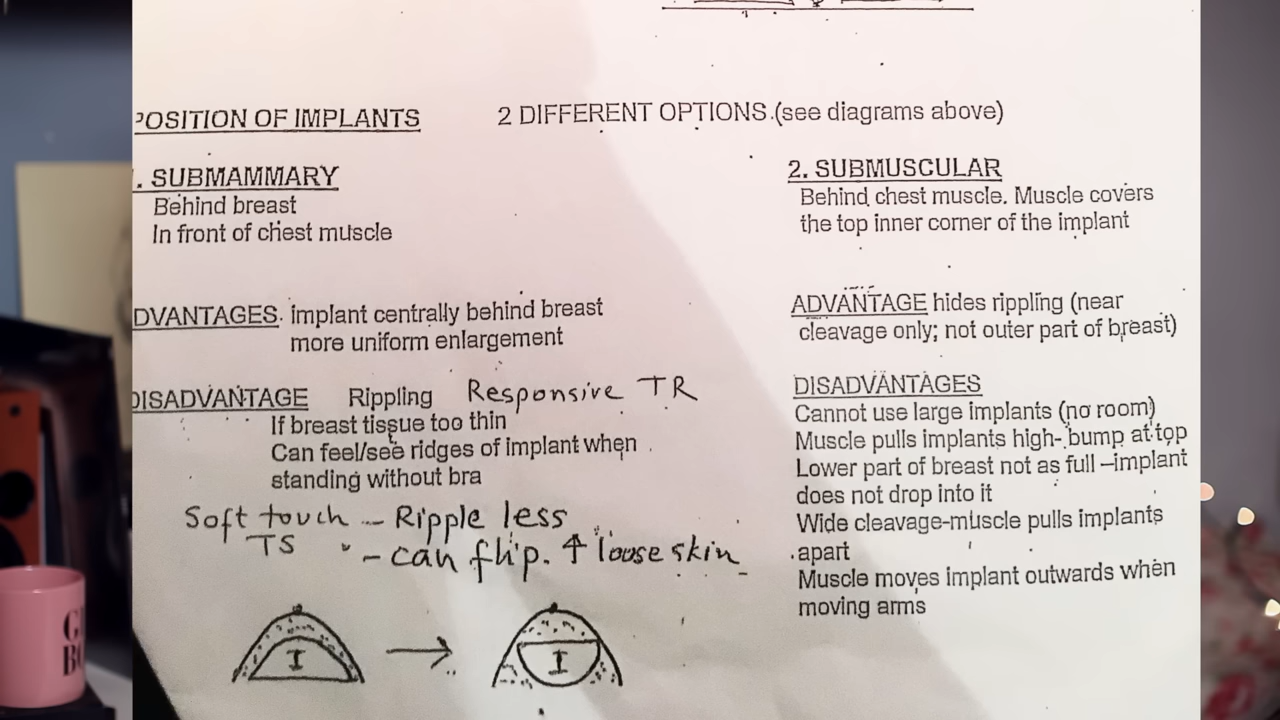 POSITION OF IMPLANTS
2 DIFFERENT OPTIONS.(see diagrams above)
. SUBMAMMARY
Behind breast
In front of chest muscle
DVANTAGES. implant centrally behind breast
more uniform enlargement
DISADVANTAGE Rippling Responsive TR
If breast tissue too thin
Can feel/see ridges of implant when
standing without bra
Soft touch - Ripple less
TS - can flip. ↑ loose skin
I
I
2. SUBMUSCULAR
Behind chest muscle. Muscle covers
the top inner corner of the implant
ADVANTAGE hides rippling (near
cleavage only; not outer part of breast)
DISADVANTAGES
Cannot use large implants (no room)
Muscle pulls implants high- bump at top
Lower part of breast not as full –implant
does not drop into it
Wide cleavage-muscle pulls implants
apart
Muscle moves implant outwards when
moving arms